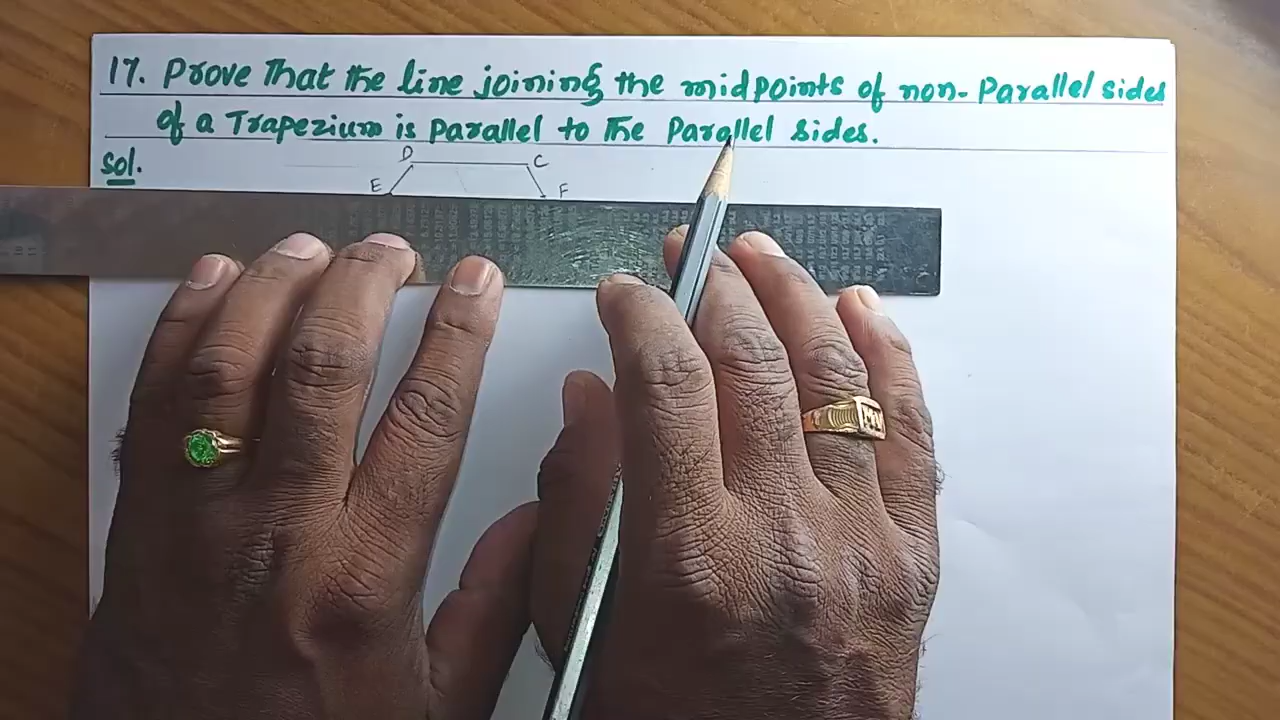 17. Prove That the line joining the midpoints of non-Parallel sides
of a Trapezium is parallel to the Parallel sides.
Sol.
D C
E F